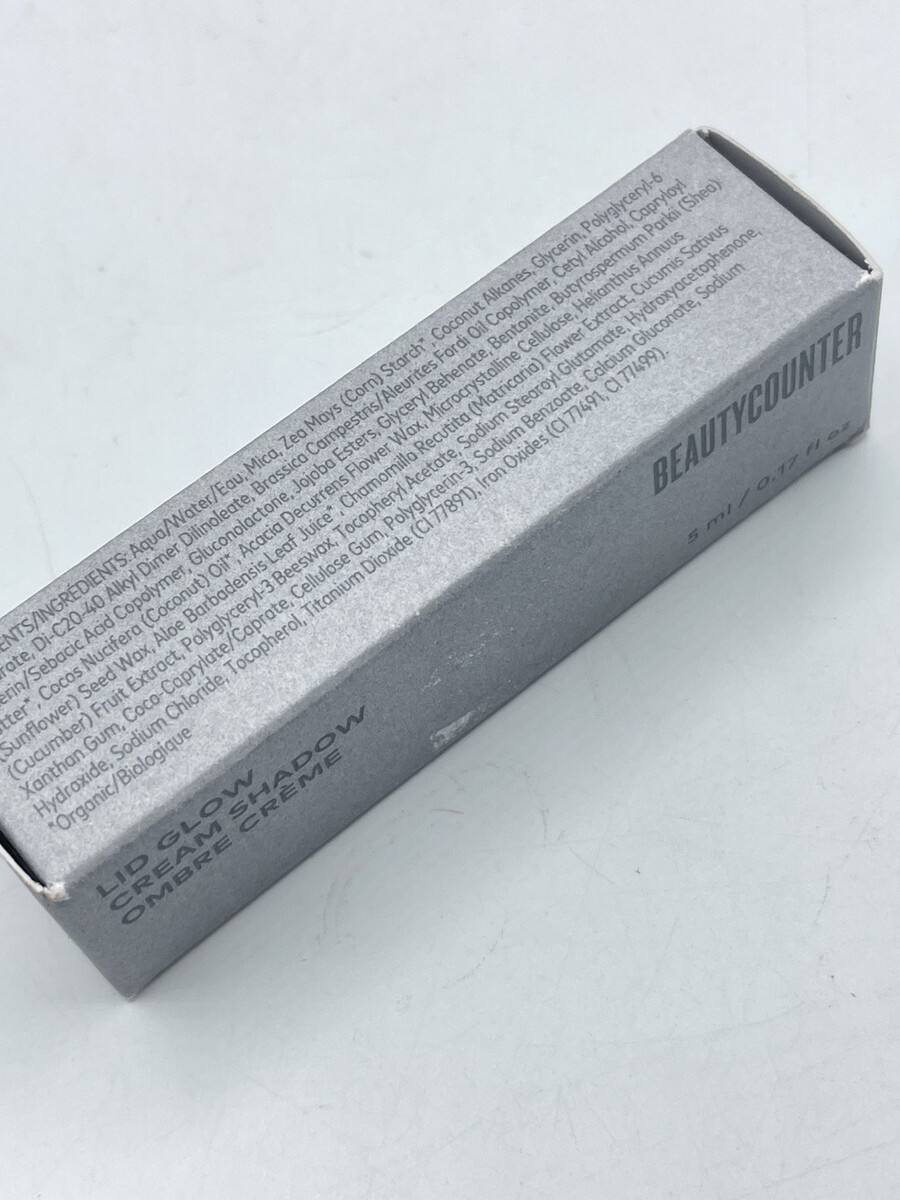 ENTS/INGRÉDIENTS: Aqua/Water/Eau, Mica, Zea Mays (Corn) Starch*, Coconut Alkanes, Glycerin, Polyglyceryl-6
rate, Di-C20-40 Alkyl Dimer Dilinoleate, Brassica Campestris/Aleurites Fordi Oil Copolymer, Cetyl Alcohol, Capryloyl
erin/Sebacic Acid Copolymer, Gluconolactone, Jojoba Esters, Glyceryl Behenate, Bentonite, Butyrospermum Parkii (Shea)
tter*, Cocos Nucifera (Coconut) Oil*, Acacia Decurrens Flower Wax, Microcrystalline Cellulose, Helianthus Annuus
(Sunflower) Seed Wax, Aloe Barbadensis Leaf Juice*, Chamomilla Recutita (Matricaria) Flower Extract, Cucumis Sativus
(Cucumber) Fruit Extract, Polyglyceryl-3 Beeswax, Tocopheryl Acetate, Sodium Stearoyl Glutamate, Hydroxyacetophenone,
Xanthan Gum, Coco-Caprylate/Caprate, Cellulose Gum, Polyglycerin-3, Sodium Benzoate, Calcium Gluconate, Sodium
Hydroxide, Sodium Chloride, Tocopherol, Titanium Dioxide (CI 77891), Iron Oxides (CI 77491, CI 77499).
*Organic/Biologique
LID GLOW
CREAM SHADOW
OMBRE CRÈME
BEAUTYCOUNTER
5 ml / 0.17 fl oz